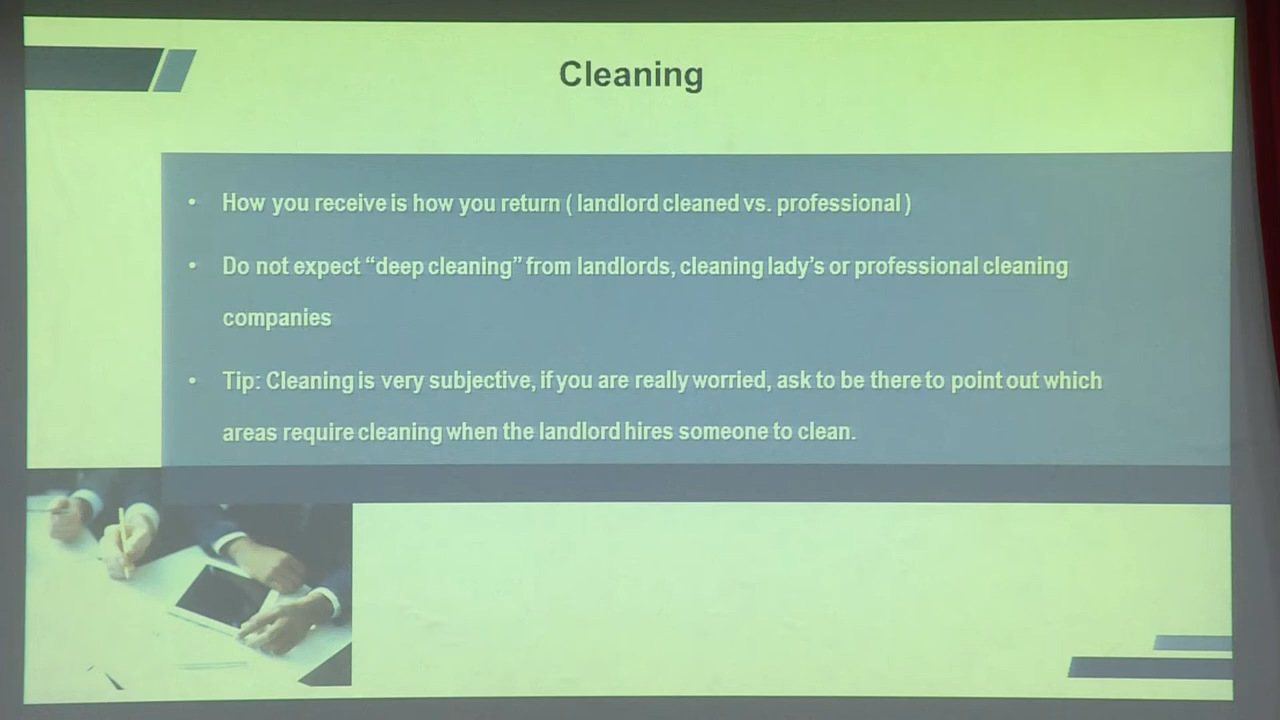 Cleaning
• How you receive is how you return ( landlord cleaned vs. professional )
• Do not expect “deep cleaning” from landlords, cleaning lady’s or professional cleaning
companies
• Tip: Cleaning is very subjective, if you are really worried, ask to be there to point out which
areas require cleaning when the landlord hires someone to clean.